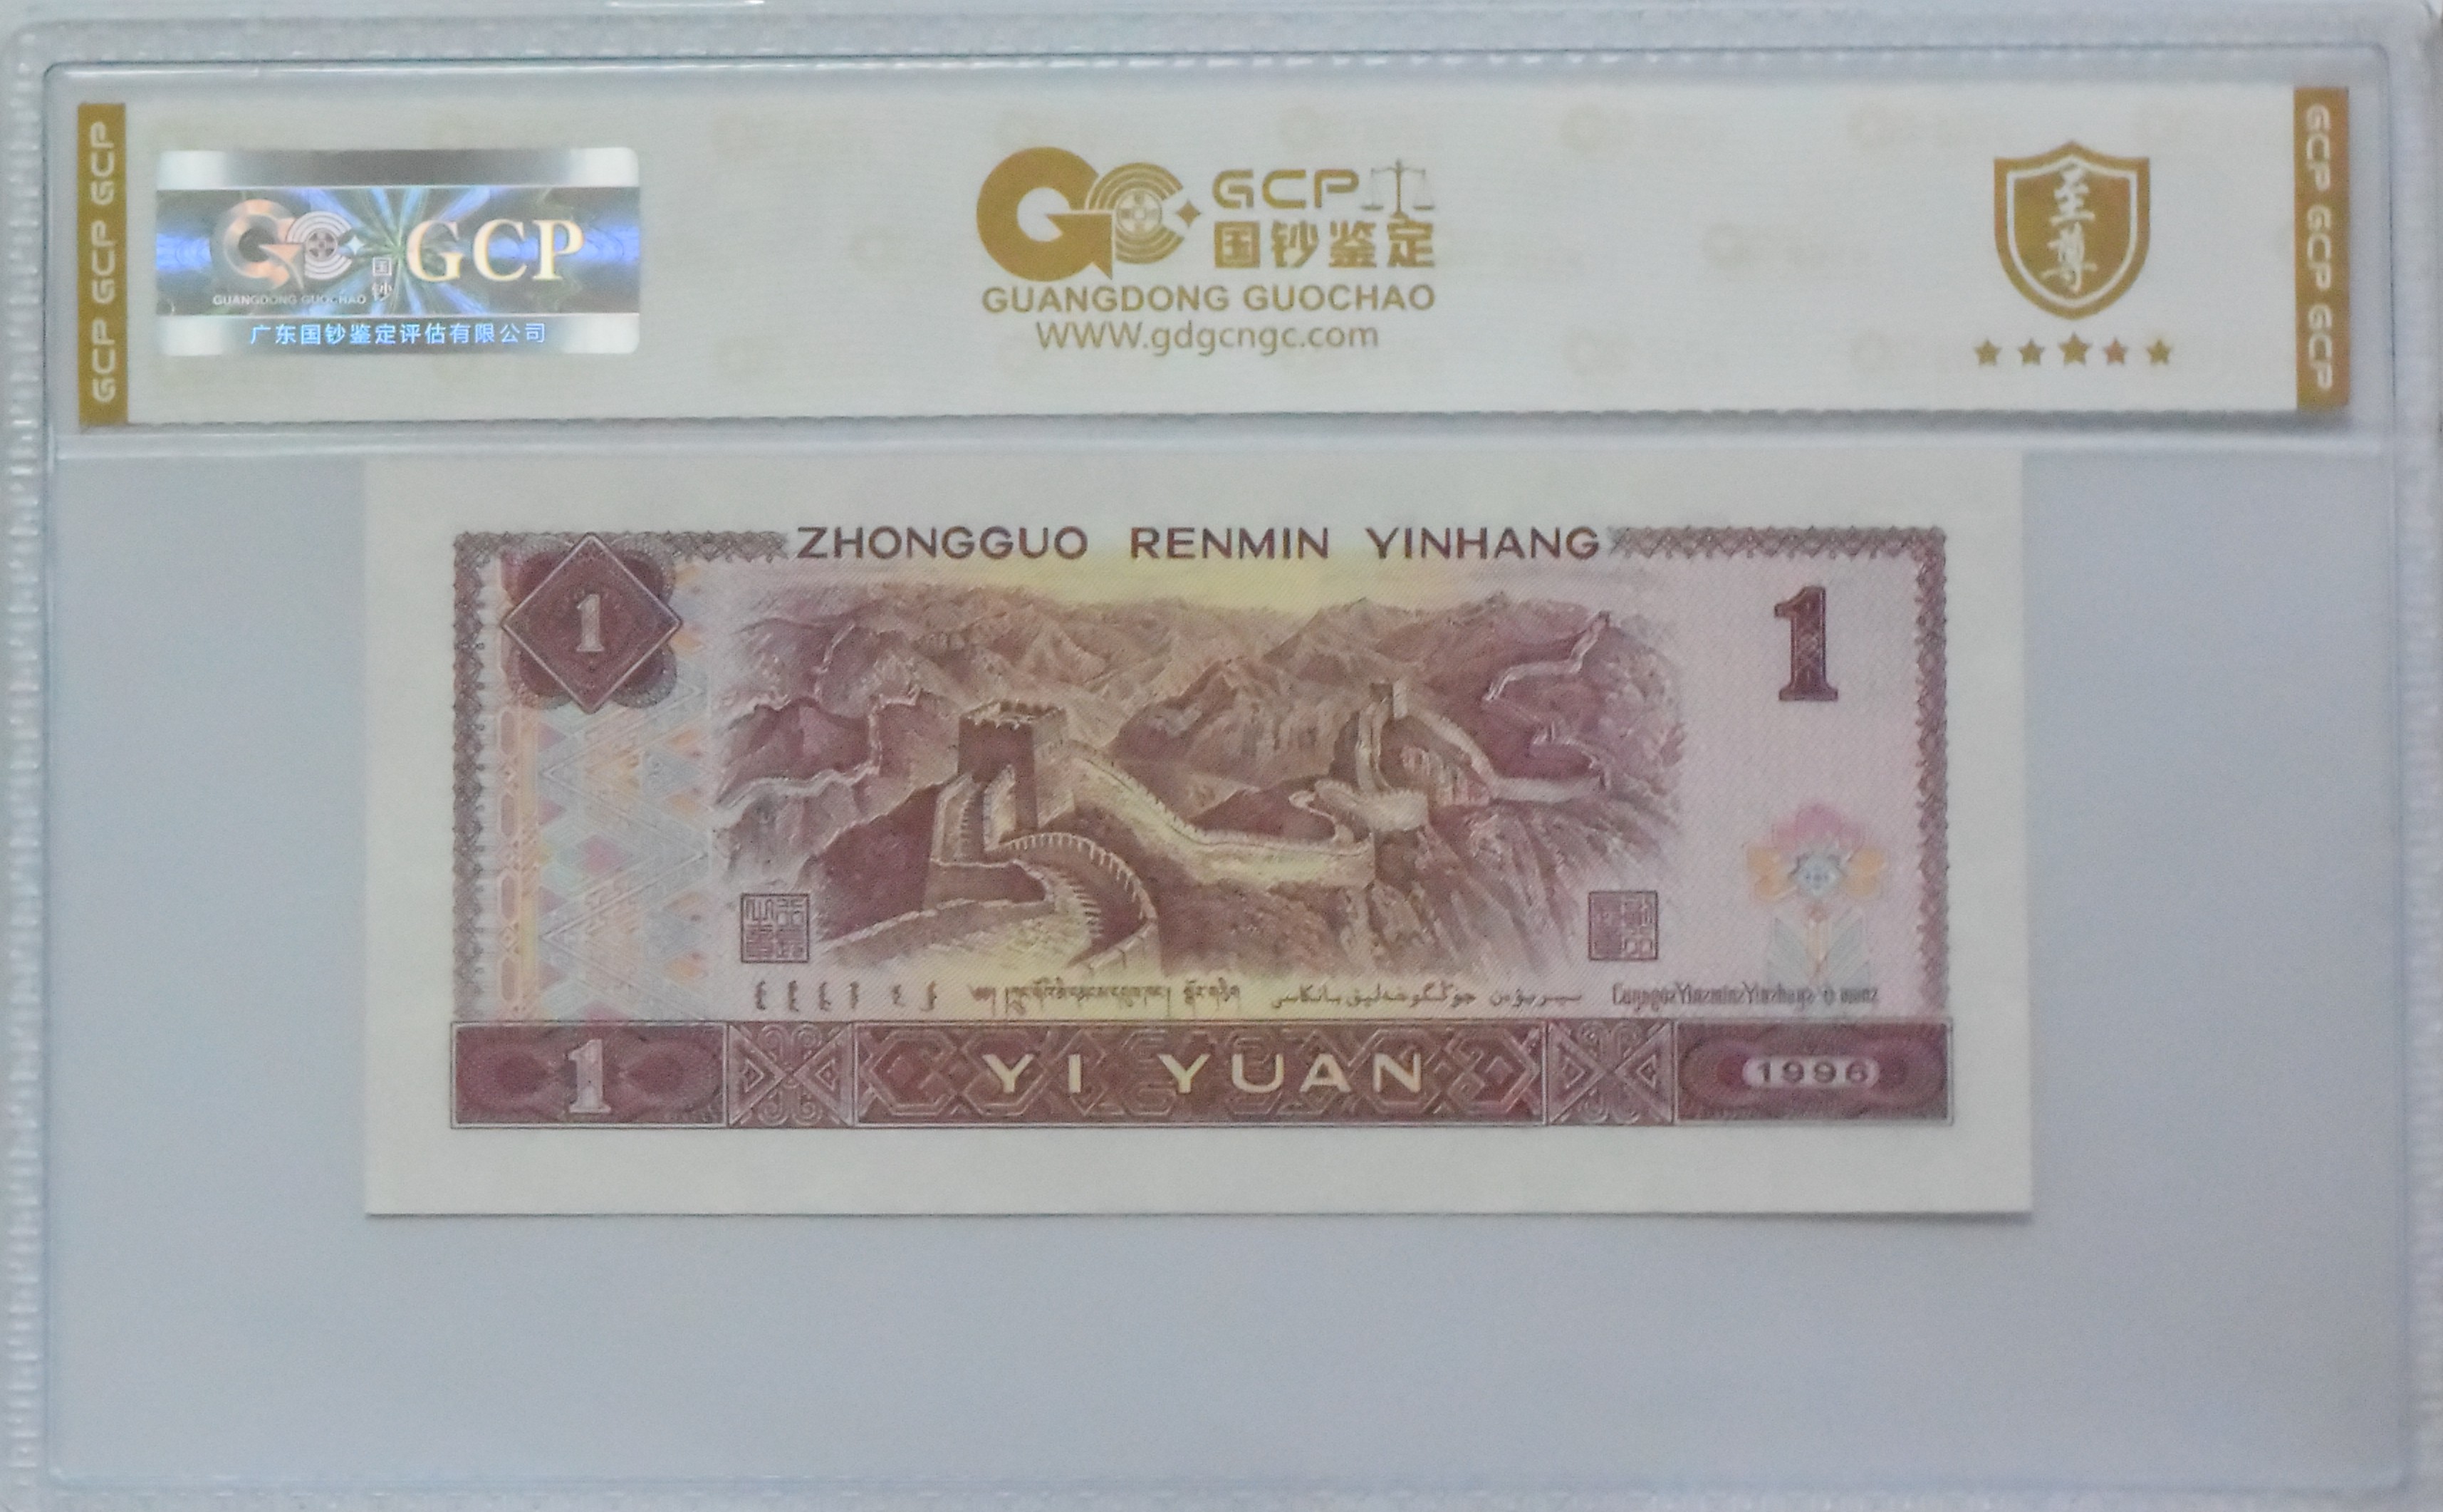 GCP GCP GCP
GUANGDONG GUOCHAO
国钞
GCP
广东国钞鉴定评估有限公司
GCP
国钞鉴定
GUANGDONG GUOCHAO
WWW.gdgcngc.com
至尊
GCP GCP GCP
ZHONGGUO RENMIN YINHANG
1
1
1
YI YUAN
1996